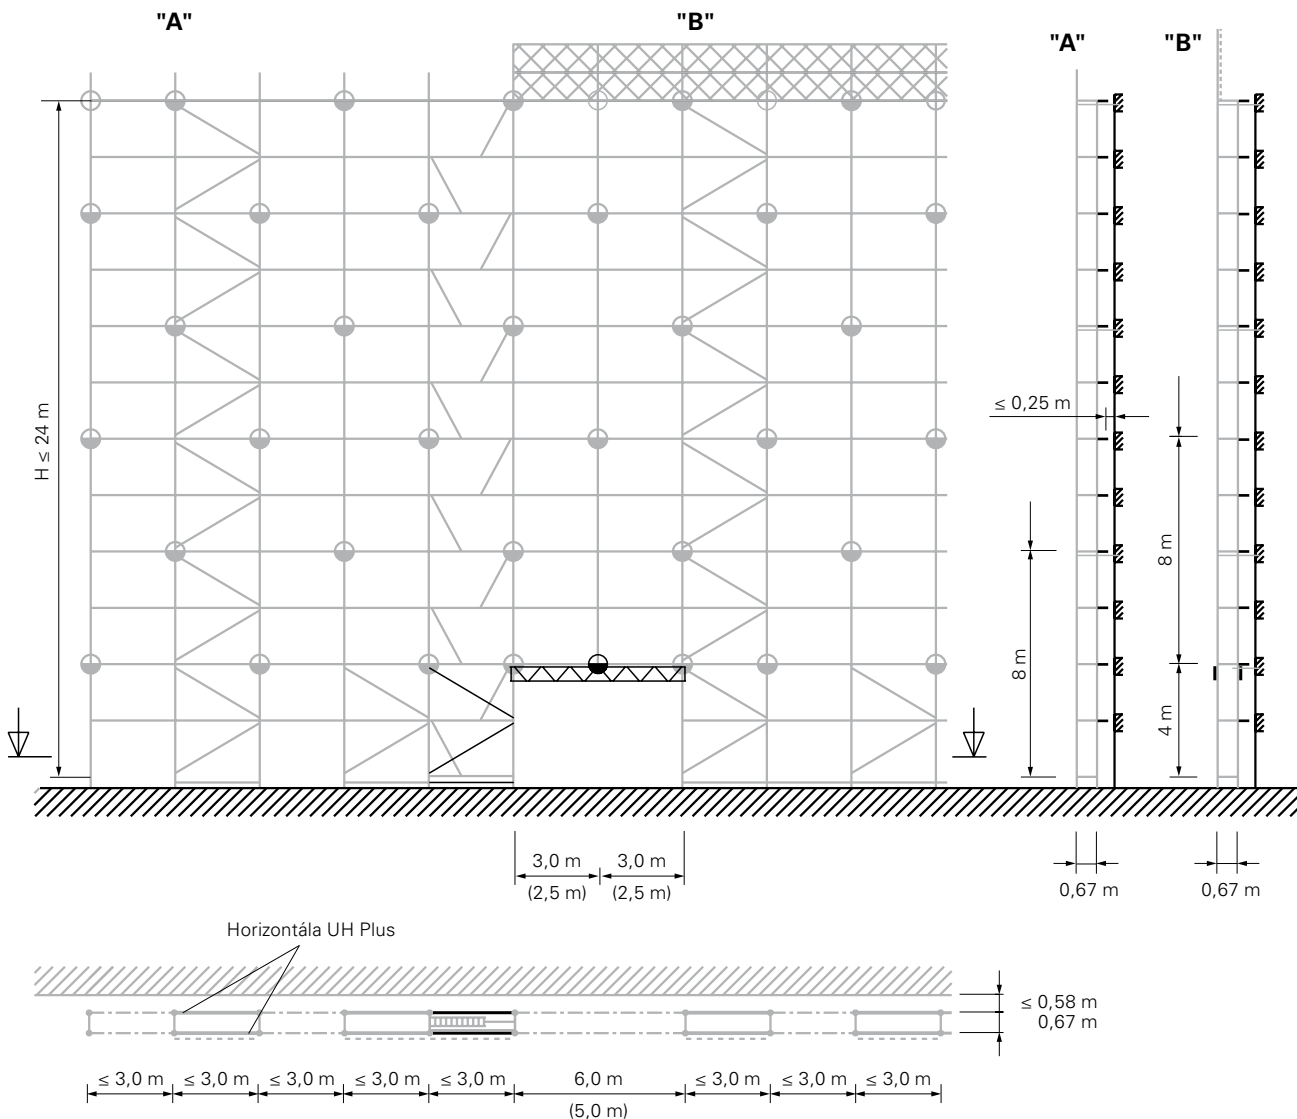 "A"
"B"
"A"
"B"
H ≤ 24 m
≤ 0,25 m
8 m
8 m
4 m
3,0 m
3,0 m
(2,5 m)
(2,5 m)
0,67 m
0,67 m
Horizontála UH Plus
≤ 0,58 m
0,67 m
≤ 3,0 m
≤ 3,0 m
≤ 3,0 m
≤ 3,0 m
≤ 3,0 m
6,0 m
≤ 3,0 m
≤ 3,0 m
≤ 3,0 m
(5,0 m)